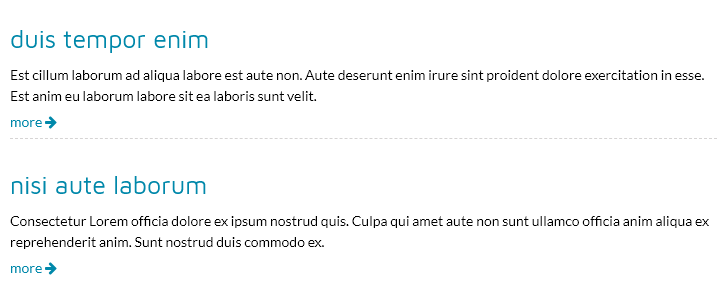 duis tempor enim
Est cillum laborum ad aliqua labore est aute non. Aute deserunt enim irure sint proident dolore exercitation in esse.
Est anim eu laborum labore sit ea laboris sunt velit.
more
nisi aute laborum
Consectetur Lorem officia dolore ex ipsum nostrud quis. Culpa qui amet aute non sunt ullamco officia anim aliqua ex
reprehenderit anim. Sunt nostrud duis commodo ex.
more